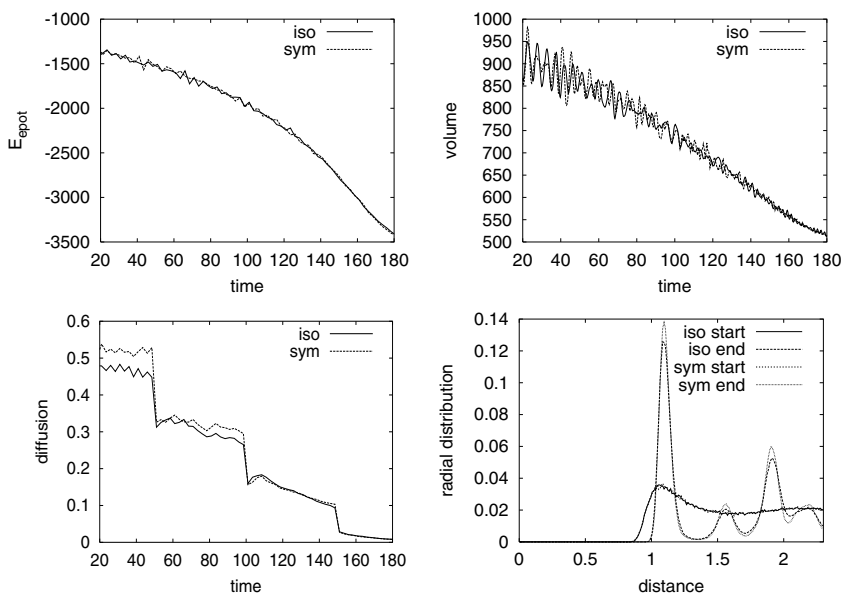 -1000
-1500
-2000
-2500
-3000
-3500
20 40 60 80 100 120 140 160 180
E_epot
time
iso
sym
1000
950
900
850
800
750
700
650
600
550
500
20 40 60 80 100 120 140 160 180
volume
time
iso
sym
0.6
0.5
0.4
0.3
0.2
0.1
0
20 40 60 80 100 120 140 160 180
diffusion
time
iso
sym
0.14
0.12
0.1
0.08
0.06
0.04
0.02
0
0 0.5 1 1.5 2
radial distribution
distance
iso start
iso end
sym start
sym end